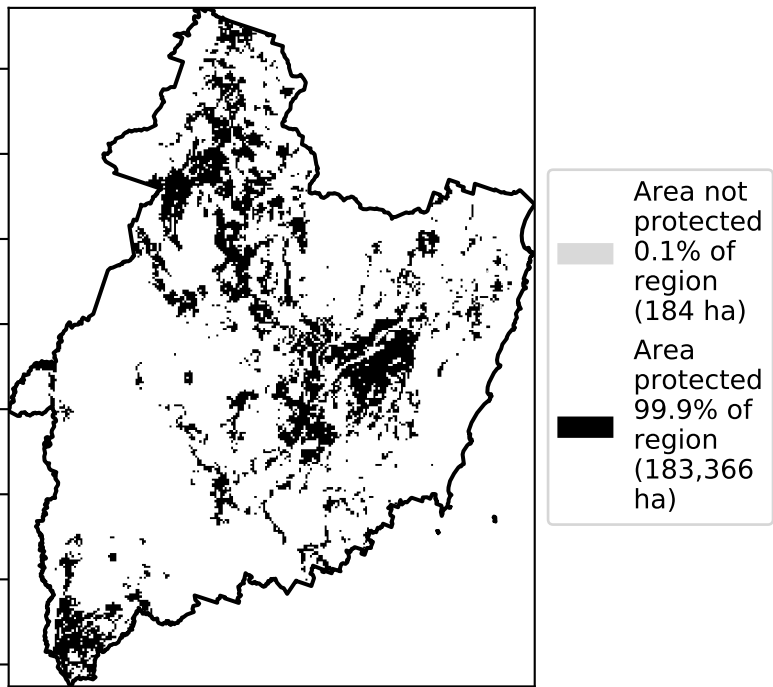 Area not
protected
0.1% of
region
(184 ha)
Area
protected
99.9% of
region
(183,366
ha)